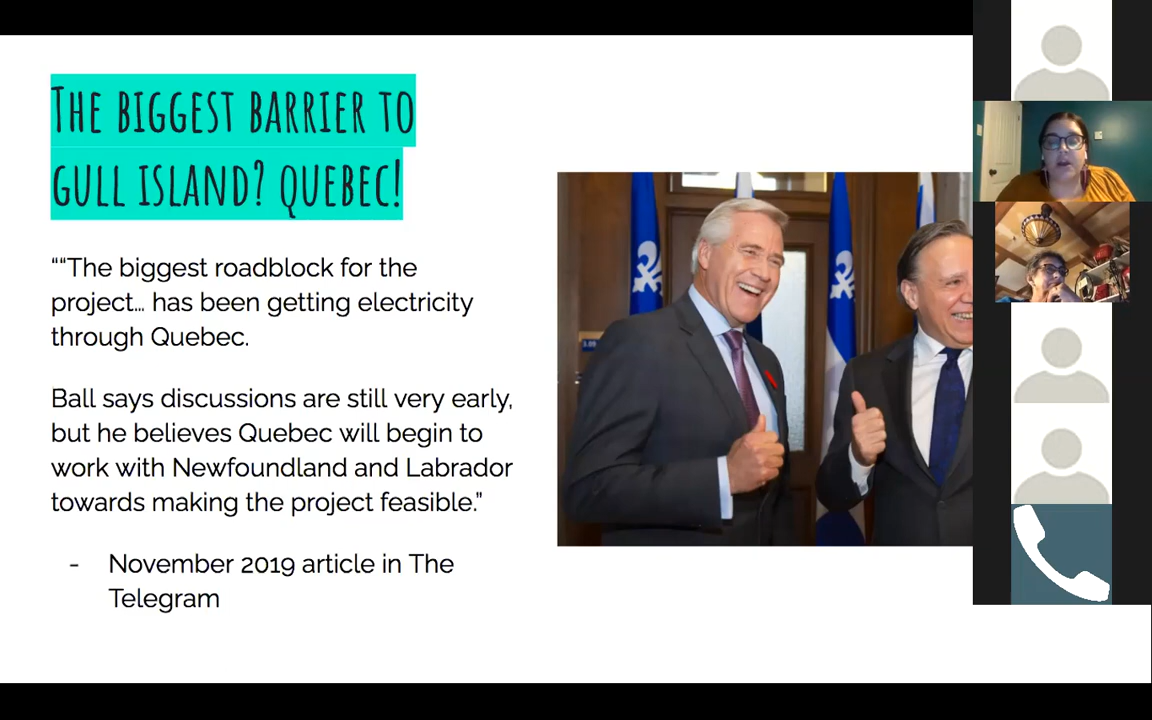 THE BIGGEST BARRIER TO
GULL ISLAND? QUEBEC!
““The biggest roadblock for the
project... has been getting electricity
through Quebec.
Ball says discussions are still very early,
but he believes Quebec will begin to
work with Newfoundland and Labrador
towards making the project feasible.”
- November 2019 article in The
Telegram